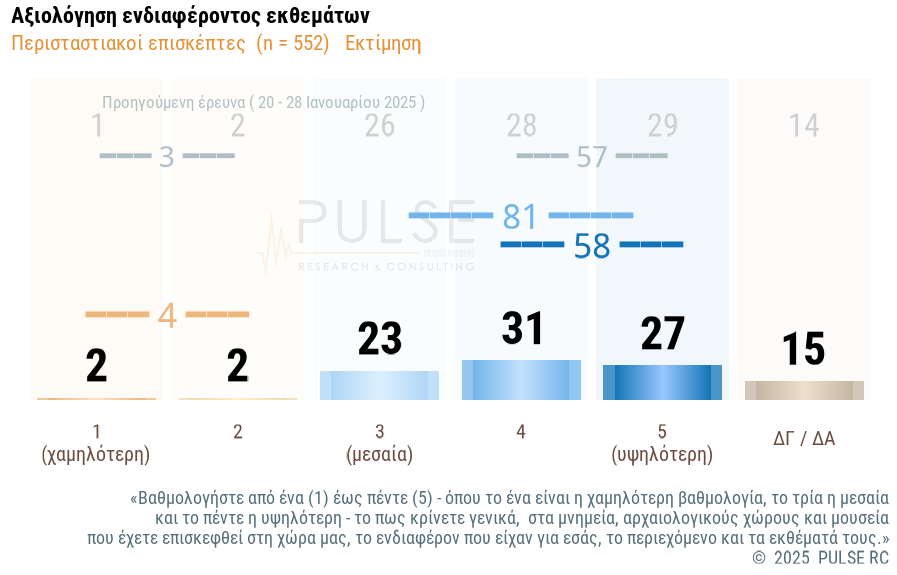 Αξιολόγηση ενδιαφέροντος εκθεμάτων
Περισταστιακοί επισκέπτες (n = 552) Εκτίμηση
Προηγούμενη έρευνα ( 20 - 28 Ιανουαρίου 2025 )
1 2 26 28 29 14
3 57
PULSE
81
58
RESEARCH & CONSULTING
4
2 2 23 31 27 15
1 2 3 4 5 ΔΓ / ΔΑ
(χαμηλότερη) (μεσαία) (υψηλότερη)
«Βαθμολογήστε από ένα (1) έως πέντε (5) - όπου το ένα είναι η χαμηλότερη βαθμολογία, το τρία η μεσαία
και το πέντε η υψηλότερη - το πως κρίνετε γενικά, στα μνημεία, αρχαιολογικούς χώρους και μουσεία
που έχετε επισκεφθεί στη χώρα μας, το ενδιαφέρον που είχαν για εσάς, το περιεχόμενο και τα εκθέματά τους.»
© 2025 PULSE RC